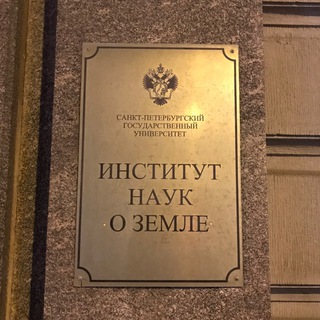 САНКТ-ПЕТЕРБУРГСКИЙ
ГОСУДАРСТВЕННЫЙ
УНИВЕРСИТЕТ
ИНСТИТУТ
НАУК
О ЗЕМЛЕ